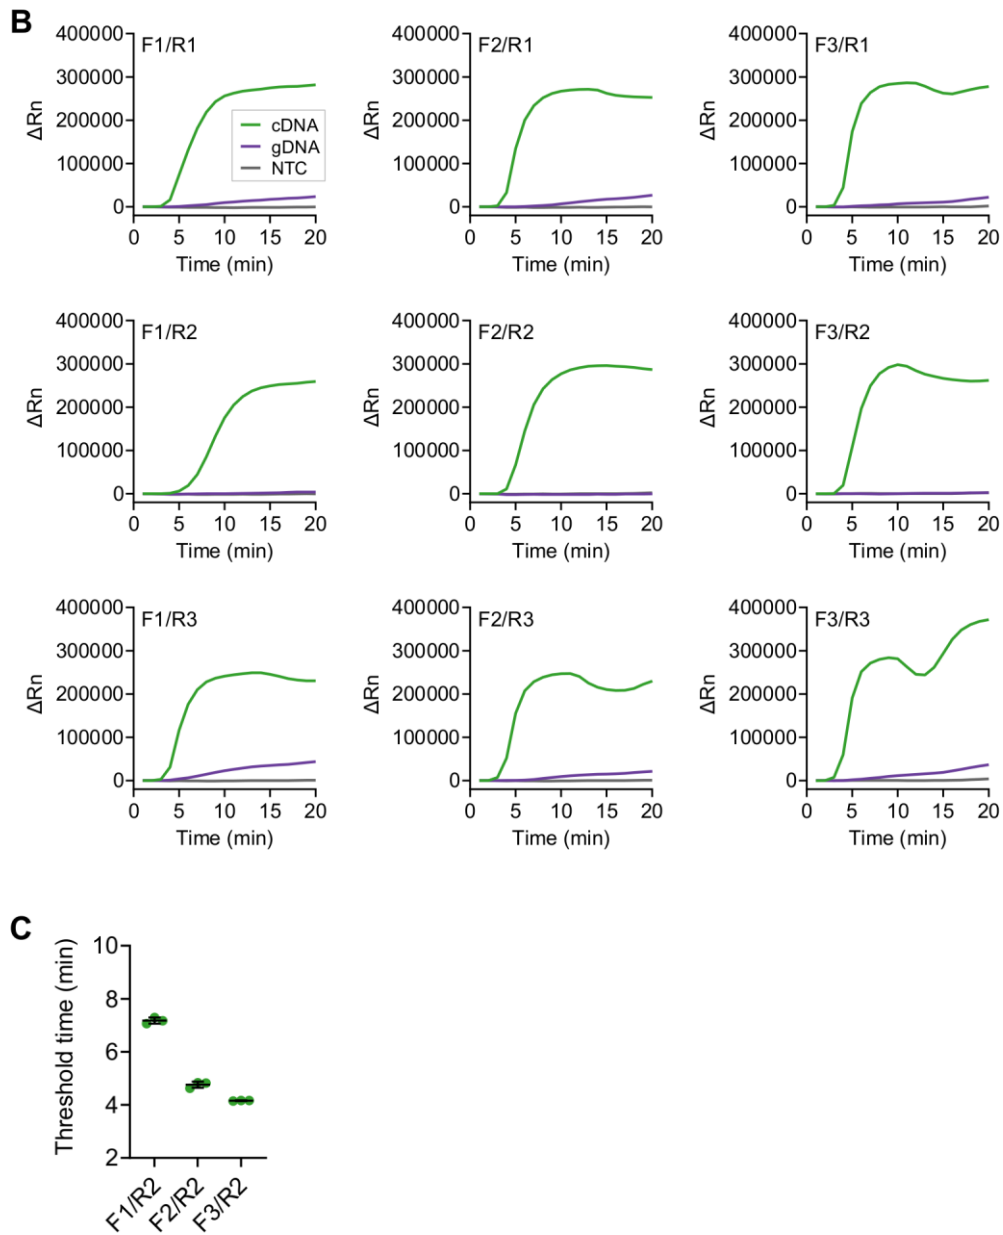 B
F1/R1
400000
300000
200000
100000
0
ΔRn
cDNA
gDNA
NTC
0 5 10 15 20
Time (min)
F2/R1
400000
300000
200000
100000
0
ΔRn
0 5 10 15 20
Time (min)
F3/R1
400000
300000
200000
100000
0
ΔRn
0 5 10 15 20
Time (min)
F1/R2
400000
300000
200000
100000
0
ΔRn
0 5 10 15 20
Time (min)
F2/R2
400000
300000
200000
100000
0
ΔRn
0 5 10 15 20
Time (min)
F3/R2
400000
300000
200000
100000
0
ΔRn
0 5 10 15 20
Time (min)
F1/R3
400000
300000
200000
100000
0
ΔRn
0 5 10 15 20
Time (min)
F2/R3
400000
300000
200000
100000
0
ΔRn
0 5 10 15 20
Time (min)
F3/R3
400000
300000
200000
100000
0
ΔRn
0 5 10 15 20
Time (min)
C
Threshold time (min)
10
8
6
4
2
F1/R2
F2/R2
F3/R2